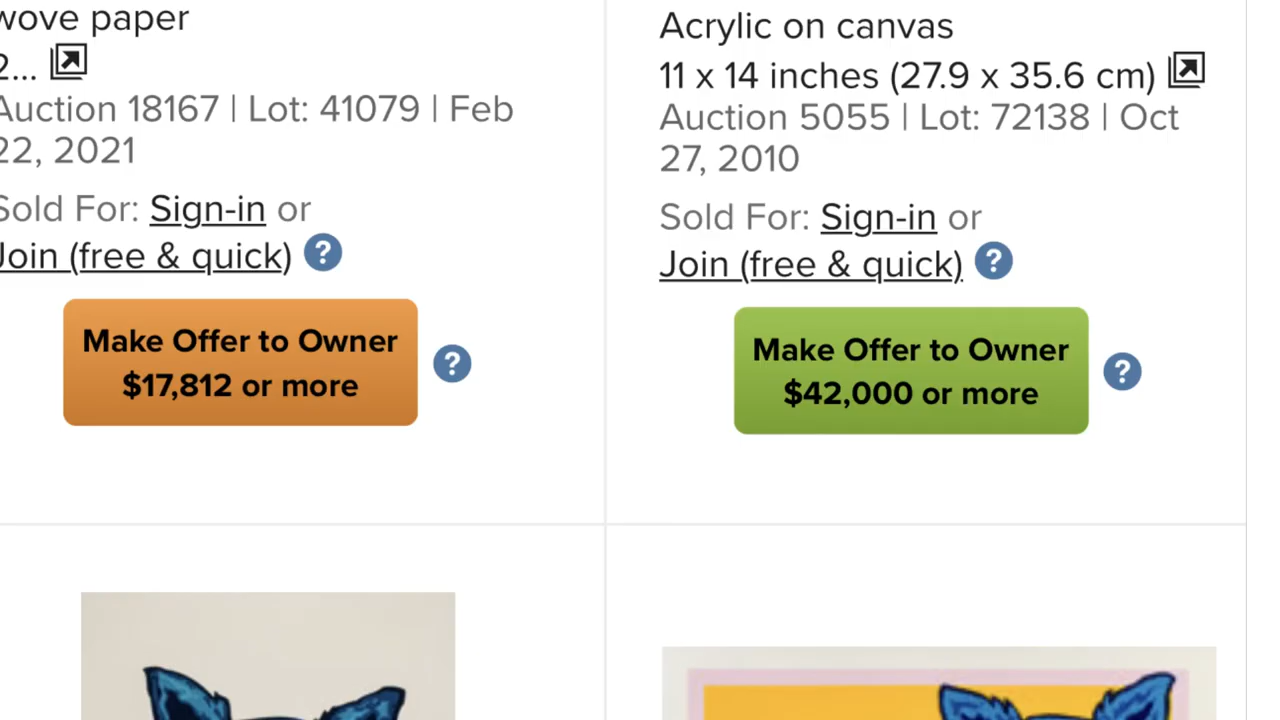 wove paper
2...
Auction 18167 | Lot: 41079 | Feb
22, 2021
Sold For: Sign-in or
Join (free & quick) ?
Make Offer to Owner
$17,812 or more
?
Acrylic on canvas
11 x 14 inches (27.9 x 35.6 cm)
Auction 5055 | Lot: 72138 | Oct
27, 2010
Sold For: Sign-in or
Join (free & quick) ?
Make Offer to Owner
$42,000 or more
?